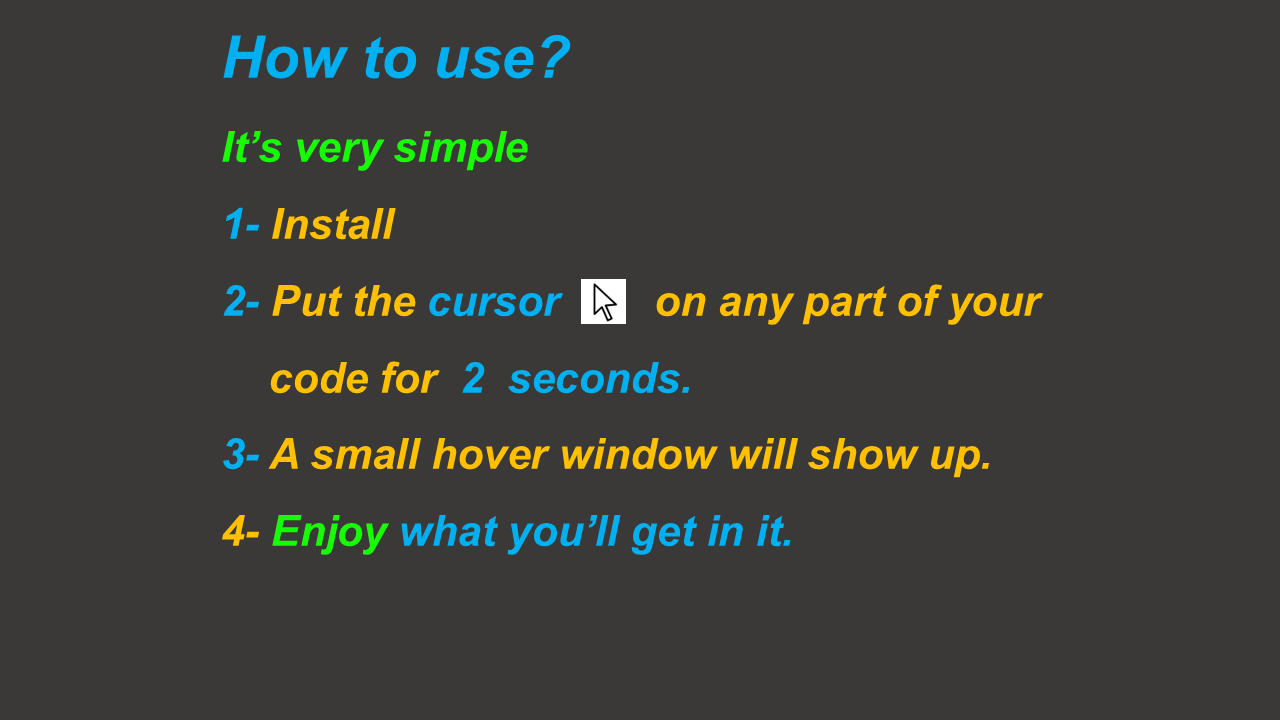 How to use?
It’s very simple
1- Install
2- Put the cursor on any part of your
code for 2 seconds.
3- A small hover window will show up.
4- Enjoy what you’ll get in it.